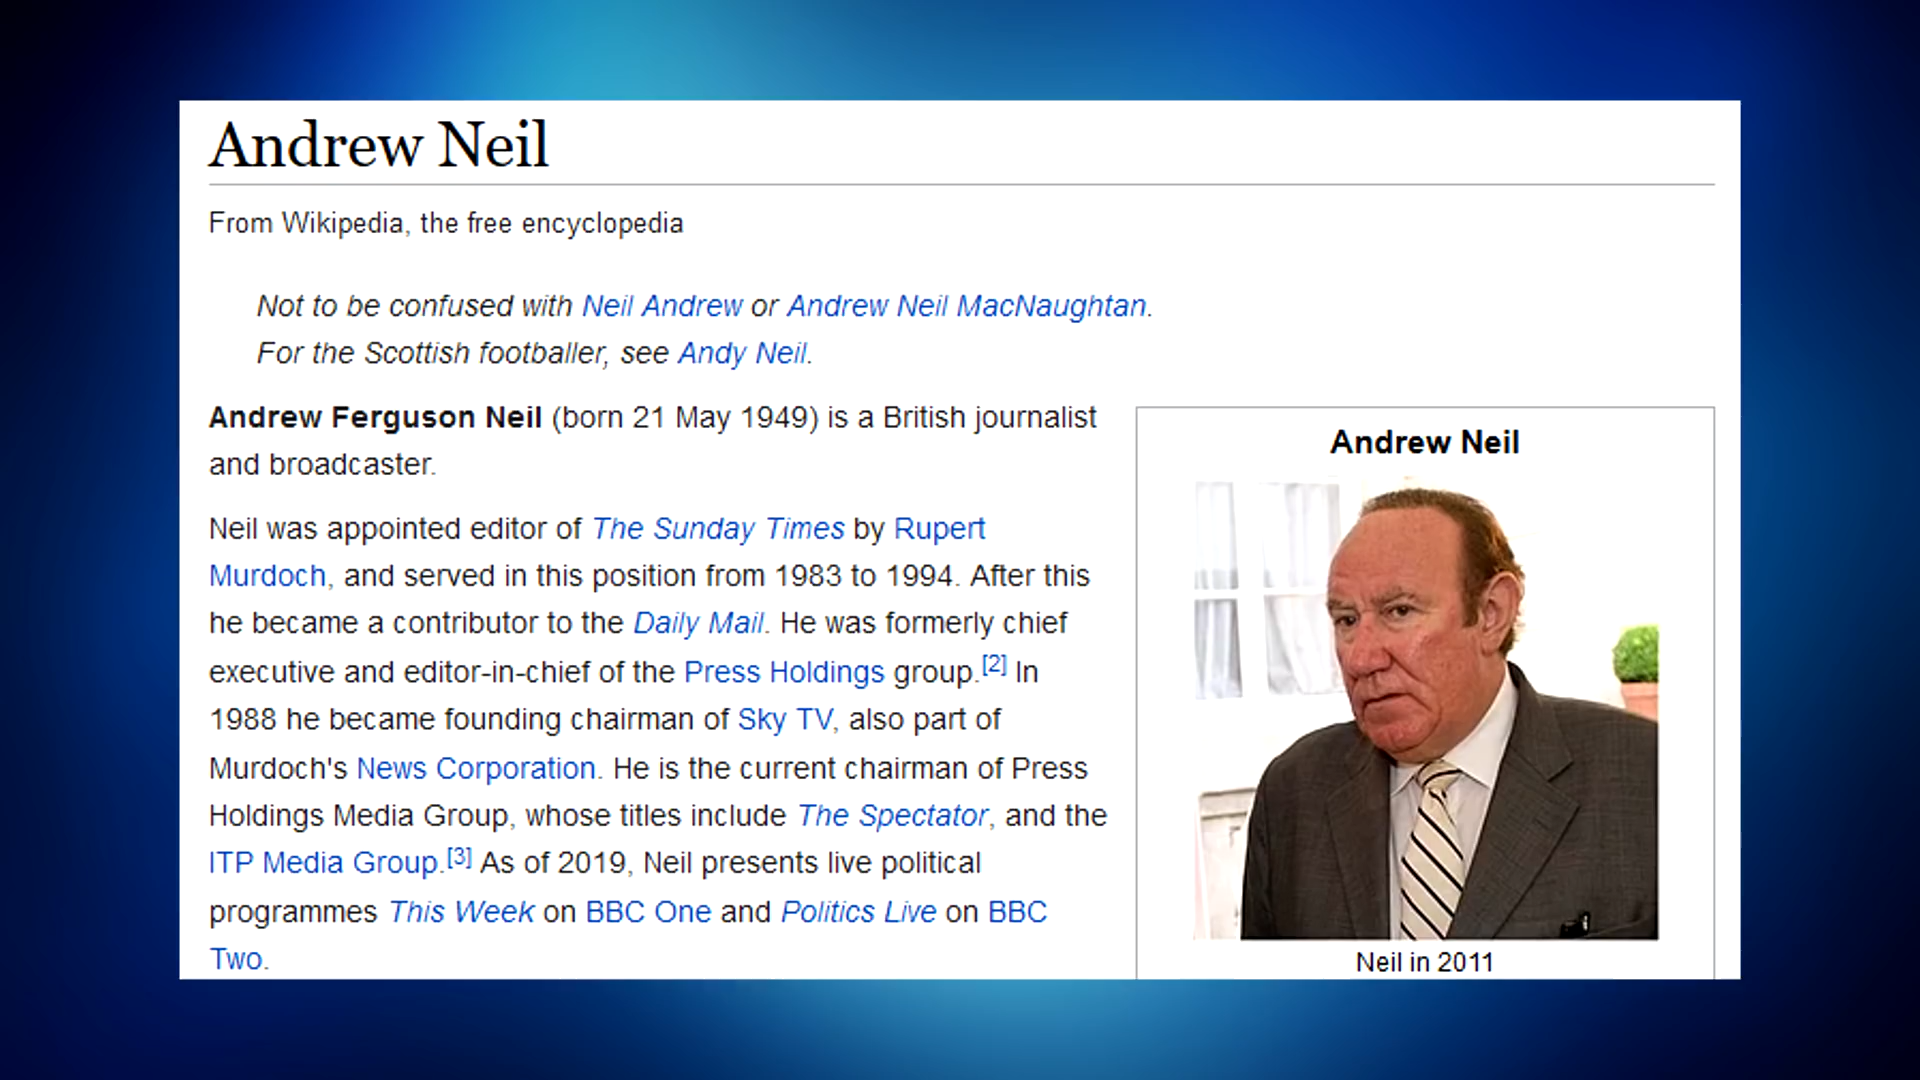 Andrew Neil
From Wikipedia, the free encyclopedia
Not to be confused with Neil Andrew or Andrew Neil MacNaughtan.
For the Scottish footballer, see Andy Neil.
Andrew Ferguson Neil (born 21 May 1949) is a British journalist
and broadcaster.
Neil was appointed editor of The Sunday Times by Rupert
Murdoch, and served in this position from 1983 to 1994. After this
he became a contributor to the Daily Mail. He was formerly chief
executive and editor-in-chief of the Press Holdings group.[2] In
1988 he became founding chairman of Sky TV, also part of
Murdoch's News Corporation. He is the current chairman of Press
Holdings Media Group, whose titles include The Spectator, and the
ITP Media Group.[3] As of 2019, Neil presents live political
programmes This Week on BBC One and Politics Live on BBC
Two.
Andrew Neil
Neil in 2011